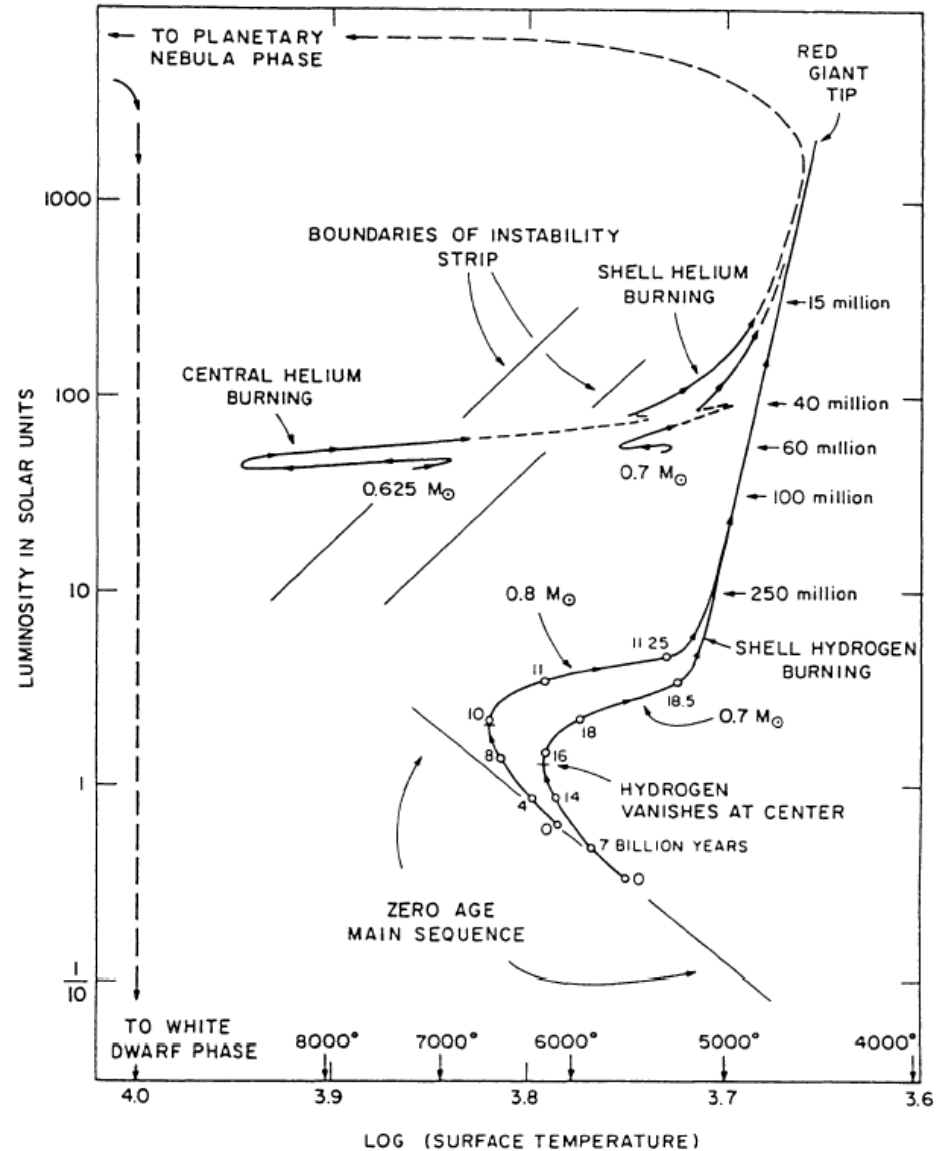 TO PLANETARY
NEBULA PHASE
RED
GIANT
TIP
1000
BOUNDARIES OF INSTABILITY
STRIP
SHELL HELIUM
BURNING
15 million
CENTRAL HELIUM
BURNING
100
40 million
60 million
0.625 M⊙
0.7 M⊙
100 million
LUMINOSITY IN SOLAR UNITS
10
250 million
0.8 M⊙
11 25
SHELL HYDROGEN
BURNING
11
18.5
0.7 M⊙
10
18
8
16
1
HYDROGEN
VANISHES AT CENTER
4
14
0
7 BILLION YEARS
0
ZERO AGE
MAIN SEQUENCE
1
10
TO WHITE
DWARF PHASE
8000° 7000° 6000° 5000° 4000°
4.0 3.9 3.8 3.7 3.6
LOG (SURFACE TEMPERATURE)